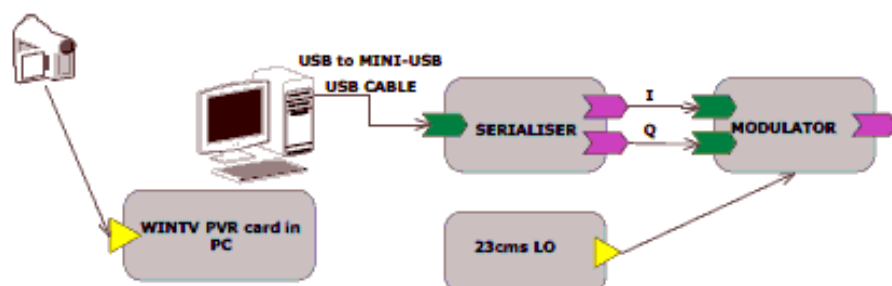 USB to MINI-USB
USB CABLE
SERIALISER
I
Q
MODULATOR
WINTV PVR card in
PC
23cms LO